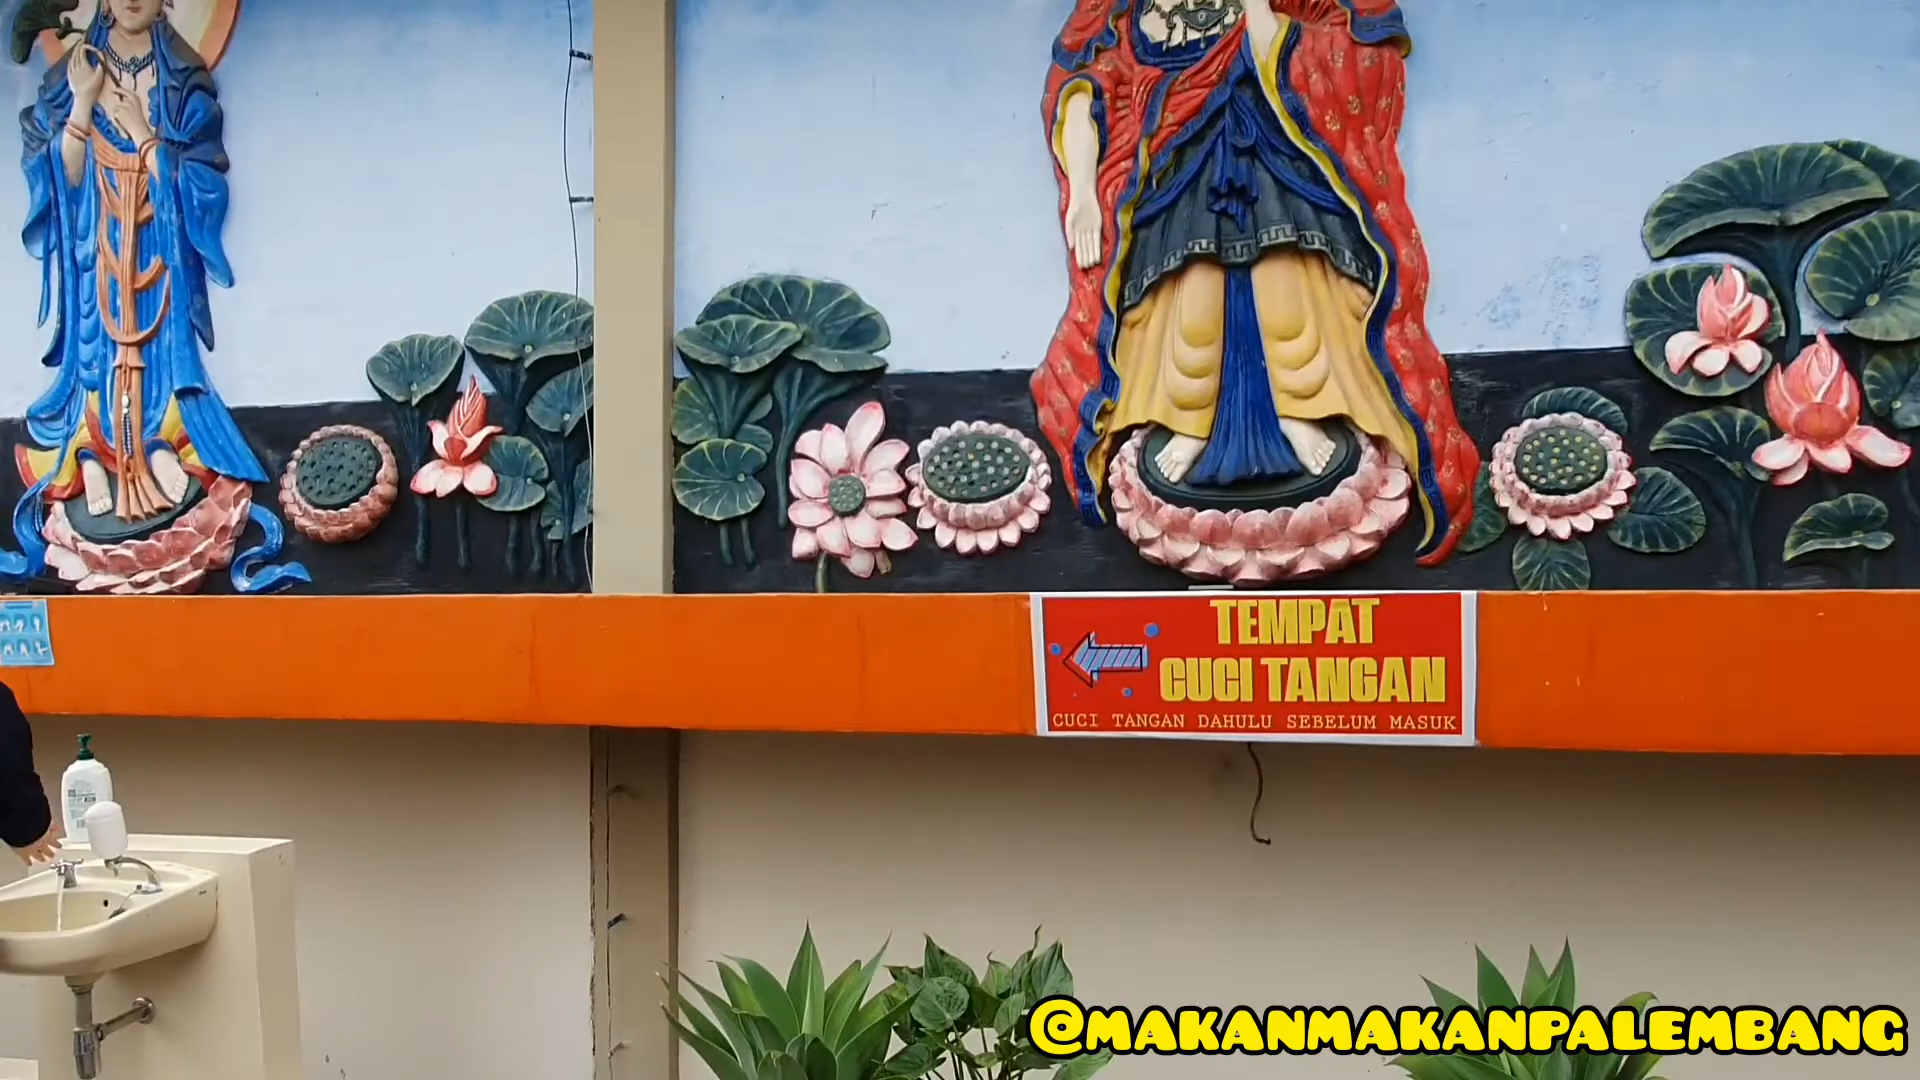 TEMPAT
CUCI TANGAN
CUCI TANGAN DAHULU SEBELUM MASUK
@MAKANMAKANPALEMBANG